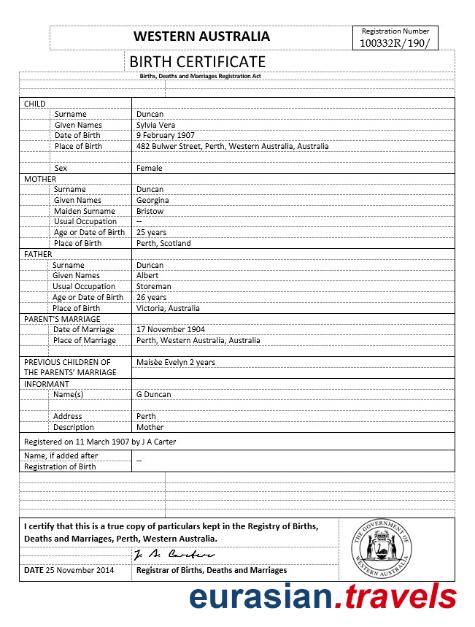 WESTERN AUSTRALIA
Registration Number
100332R/190/
BIRTH CERTIFICATE
Births, Deaths and Marriages Registration Act
CHILD
Surname Duncan
Given Names Sylvia Vera
Date of Birth 9 February 1907
Place of Birth 482 Bulwer Street, Perth, Western Australia, Australia
Sex Female
MOTHER
Surname Duncan
Given Names Georgina
Maiden Surname Bristow
Usual Occupation --
Age or Date of Birth 25 years
Place of Birth Perth, Scotland
FATHER
Surname Duncan
Given Names Albert
Usual Occupation Storeman
Age or Date of Birth 26 years
Place of Birth Victoria, Australia
PARENT'S MARRIAGE
Date of Marriage 17 November 1904
Place of Marriage Perth, Western Australia, Australia
PREVIOUS CHILDREN OF Maisèe Evelyn 2 years
THE PARENTS' MARRIAGE
INFORMANT
Name(s) G Duncan
Address Perth
Description Mother
Registered on 11 March 1907 by J A Carter
Name, if added after --
Registration of Birth
I certify that this is a true copy of particulars kept in the Registry of Births,
Deaths and Marriages, Perth, Western Australia.
J. A. Carter
DATE 25 November 2014 Registrar of Births, Deaths and Marriages
THE GOVERNMENT OF
WESTERN AUSTRALIA
eurasian.travels